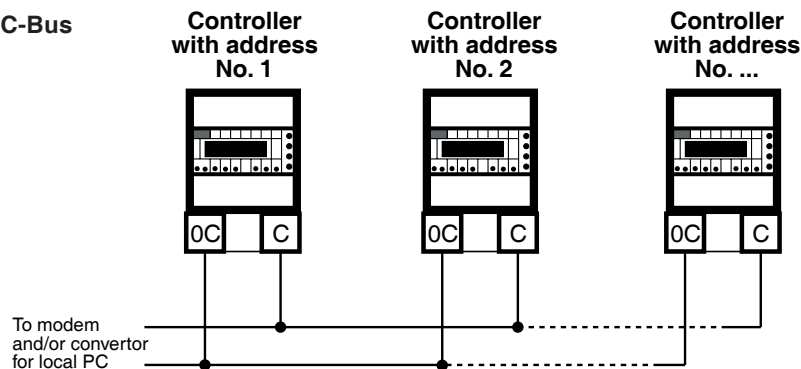 C-Bus
Controller
with address
No. 1
Controller
with address
No. 2
Controller
with address
No. ...
0C
C
0C
C
0C
C
To modem
and/or convertor
for local PC